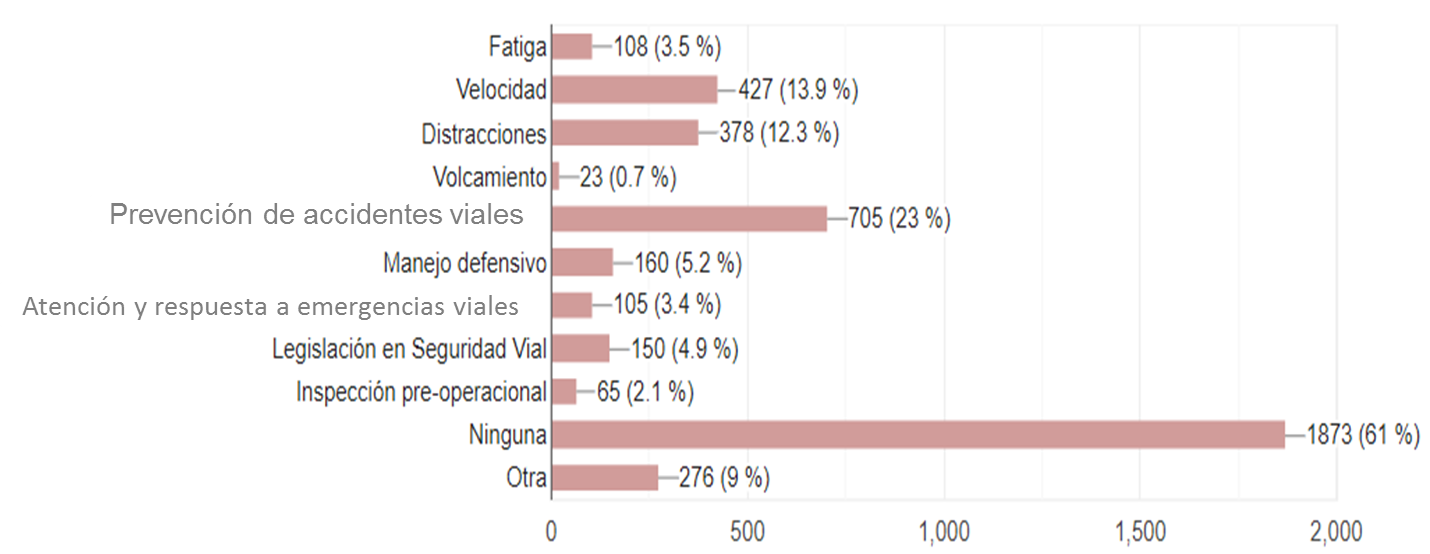 Fatiga 108 (3.5 %)
Velocidad 427 (13.9 %)
Distracciones 378 (12.3 %)
Volcamiento 23 (0.7 %)
Prevención de accidentes viales 705 (23 %)
Manejo defensivo 160 (5.2 %)
Atención y respuesta a emergencias viales 105 (3.4 %)
Legislación en Seguridad Vial 150 (4.9 %)
Inspección pre-operacional 65 (2.1 %)
Ninguna 1873 (61 %)
Otra 276 (9 %)
0 500 1,000 1,500 2,000